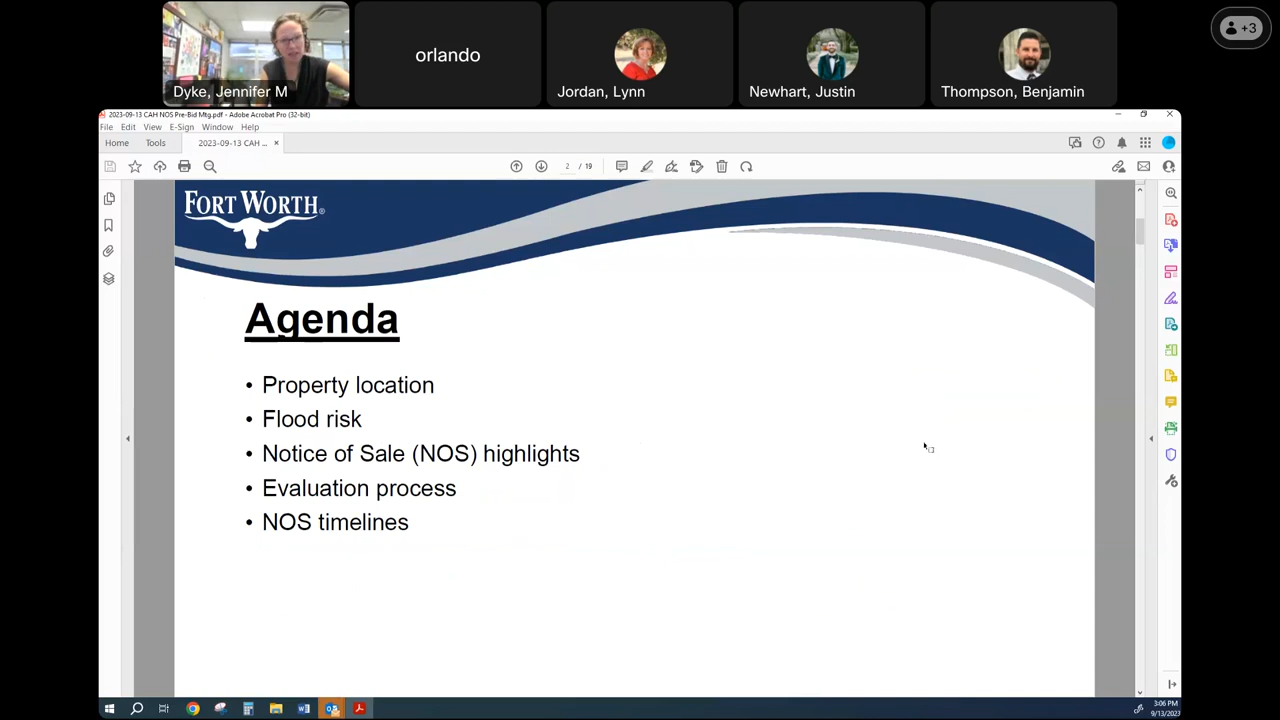 +3
orlando
Dyke, Jennifer M
Jordan, Lynn
Newhart, Justin
Thompson, Benjamin
2023-09-13 CAH NOS Pre-Bid Mtg.pdf - Adobe Acrobat Pro (32-bit)
File Edit View E-Sign Window Help
Home Tools 2023-09-13 CAH ... ×
2 / 19
FORT WORTH®
Agenda
• Property location
• Flood risk
• Notice of Sale (NOS) highlights
• Evaluation process
• NOS timelines
3:06 PM
9/13/2023